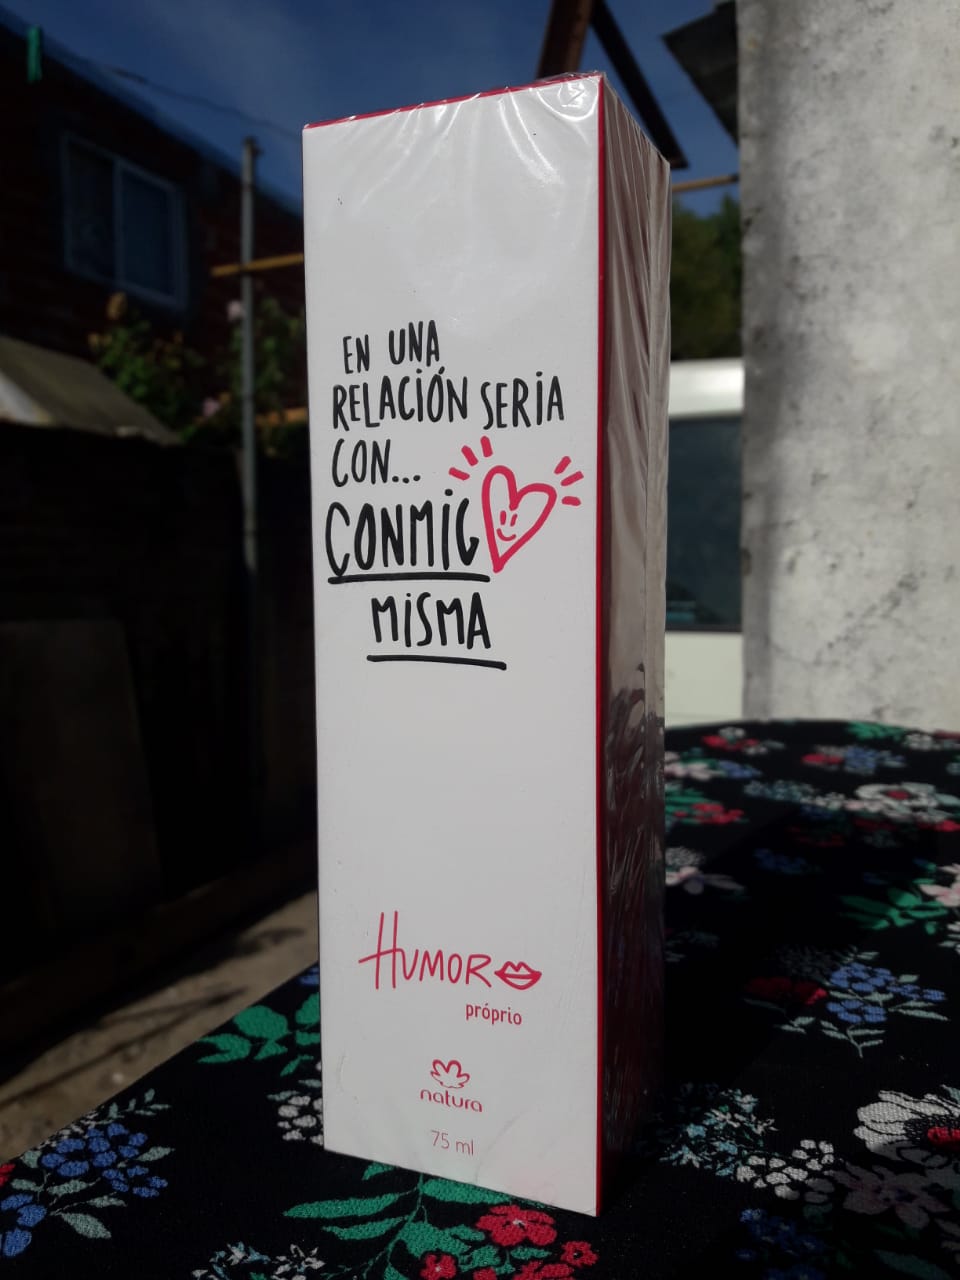 EN UNA
RELACIÓN SERIA
CON...
CONMIGO
MISMA
HUMOR
próprio
natura
75 ml